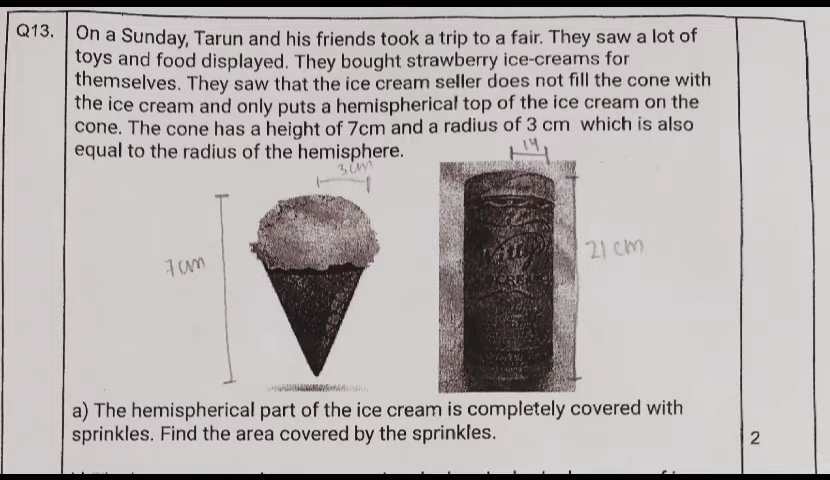 Q13. On a Sunday, Tarun and his friends took a trip to a fair. They saw a lot of
toys and food displayed. They bought strawberry ice-creams for
themselves. They saw that the ice cream seller does not fill the cone with
the ice cream and only puts a hemispherical top of the ice cream on the
cone. The cone has a height of 7cm and a radius of 3 cm which is also
equal to the radius of the hemisphere.
14
3 cm
7 cm
21 cm
a) The hemispherical part of the ice cream is completely covered with
sprinkles. Find the area covered by the sprinkles.
2